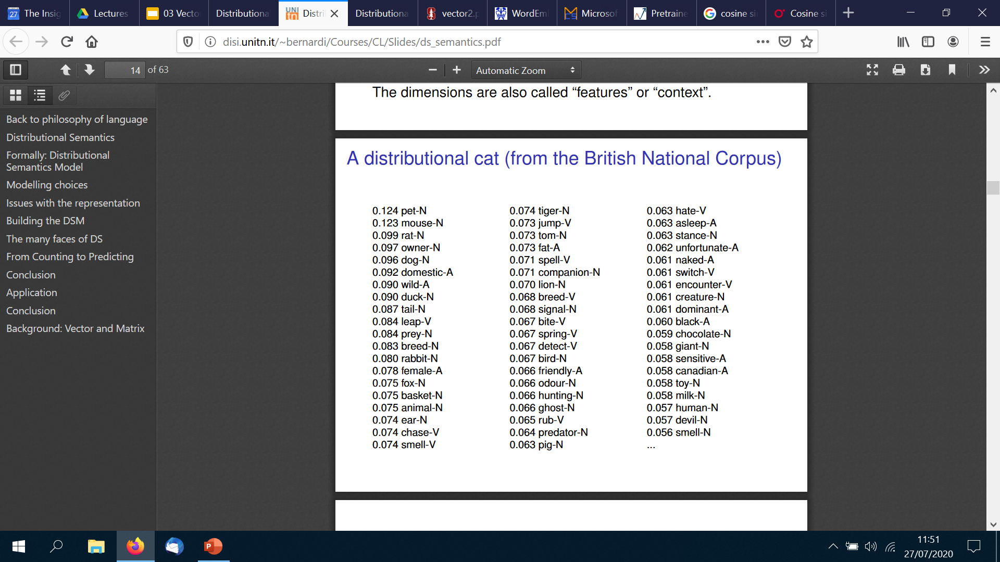 27 The Insig
Lectures
03 Vecto
Distributiona
UNI TN Distri
Distributiona
vector2.p
WordEm
Microsof
Pretraine
cosine si
Cosine si
disi.unitn.it/~bernardi/Courses/CL/Slides/ds_semantics.pdf
14 of 63
Automatic Zoom
Back to philosophy of language
Distributional Semantics
Formally: Distributional
Semantics Model
Modelling choices
Issues with the representation
Building the DSM
The many faces of DS
From Counting to Predicting
Conclusion
Application
Conclusion
Background: Vector and Matrix
The dimensions are also called “features” or “context”.
A distributional cat (from the British National Corpus)
0.124 pet-N
0.123 mouse-N
0.099 rat-N
0.097 owner-N
0.096 dog-N
0.092 domestic-A
0.090 wild-A
0.090 duck-N
0.087 tail-N
0.084 leap-V
0.084 prey-N
0.083 breed-N
0.080 rabbit-N
0.078 female-A
0.075 fox-N
0.075 basket-N
0.075 animal-N
0.074 ear-N
0.074 chase-V
0.074 smell-V
0.074 tiger-N
0.073 jump-V
0.073 tom-N
0.073 fat-A
0.071 spell-V
0.071 companion-N
0.070 lion-N
0.068 breed-V
0.068 signal-N
0.067 bite-V
0.067 spring-V
0.067 detect-V
0.067 bird-N
0.066 friendly-A
0.066 odour-N
0.066 hunting-N
0.066 ghost-N
0.065 rub-V
0.064 predator-N
0.063 pig-N
0.063 hate-V
0.063 asleep-A
0.063 stance-N
0.062 unfortunate-A
0.061 naked-A
0.061 switch-V
0.061 encounter-V
0.061 creature-N
0.061 dominant-A
0.060 black-A
0.059 chocolate-N
0.058 giant-N
0.058 sensitive-A
0.058 canadian-A
0.058 toy-N
0.058 milk-N
0.057 human-N
0.057 devil-N
0.056 smell-N
...
P
11:51
27/07/2020